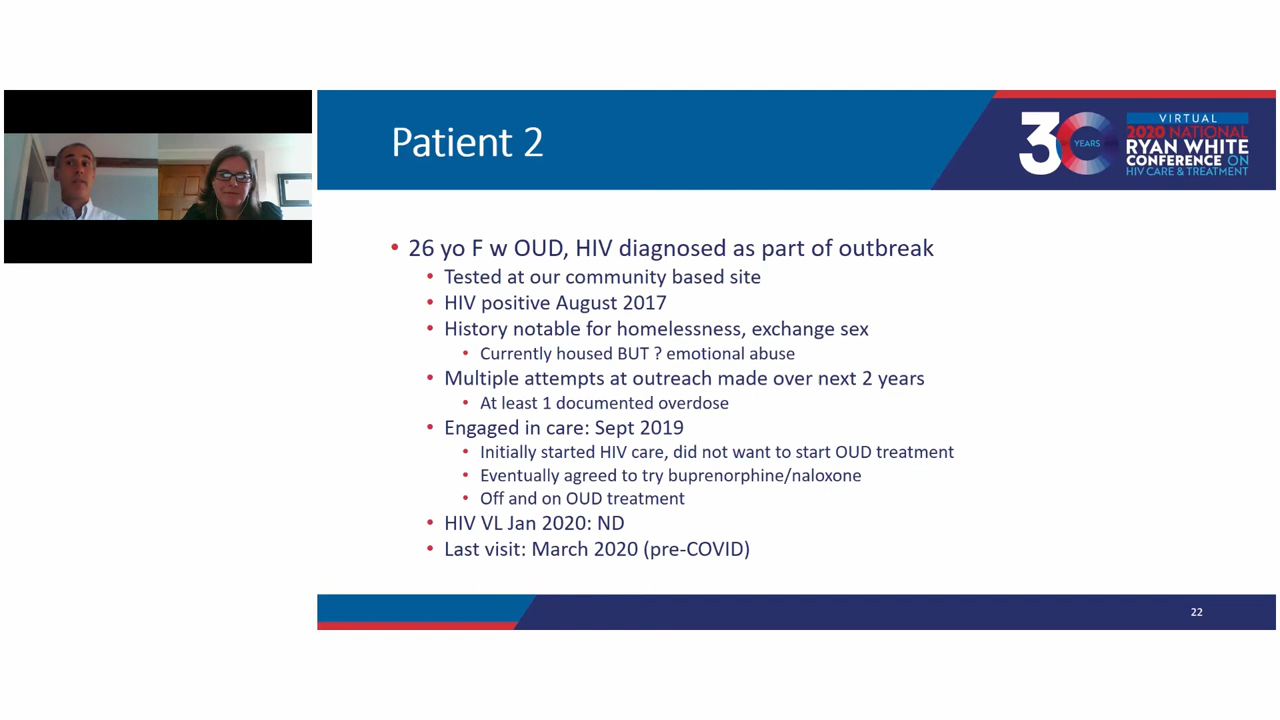 Patient 2
30
YEARS
VIRTUAL
2020 NATIONAL
RYAN WHITE
CONFERENCE ON
HIV CARE & TREATMENT
• 26 yo F w OUD, HIV diagnosed as part of outbreak
• Tested at our community based site
• HIV positive August 2017
• History notable for homelessness, exchange sex
• Currently housed BUT ? emotional abuse
• Multiple attempts at outreach made over next 2 years
• At least 1 documented overdose
• Engaged in care: Sept 2019
• Initially started HIV care, did not want to start OUD treatment
• Eventually agreed to try buprenorphine/naloxone
• Off and on OUD treatment
• HIV VL Jan 2020: ND
• Last visit: March 2020 (pre-COVID)
22